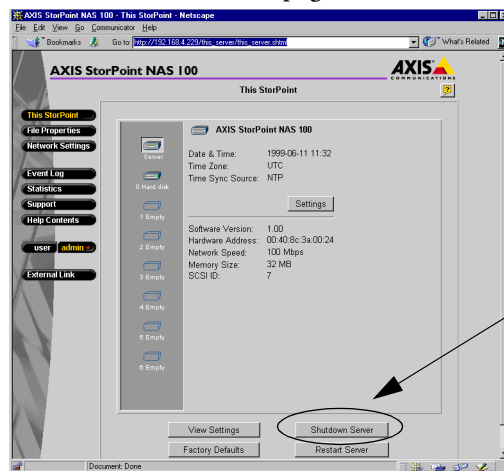 AXIS StorPoint NAS 100 - This StorPoint - Netscape
File Edit View Go Communicator Help
Bookmarks Go to: http://192.168.4.229/this_server/this_server.shtm What's Related
AXIS StorPoint NAS 100
AXIS
COMMUNICATIONS
This StorPoint
?
This StorPoint
File Properties
Network Settings
Event Log
Statistics
Support
Help Contents
user admin
External Link
Server
0 Hard disk
1 Empty
2 Empty
3 Empty
4 Empty
5 Empty
6 Empty
AXIS StorPoint NAS 100
Date & Time: 1999-06-11 11:32
Time Zone: UTC
Time Sync Source: NTP
Settings
Software Version: 1.00
Hardware Address: 00:40:8c:3a:00:24
Network Speed: 100 Mbps
Memory Size: 32 MB
SCSI ID: 7
View Settings Shutdown Server
Factory Defaults Restart Server
Document: Done